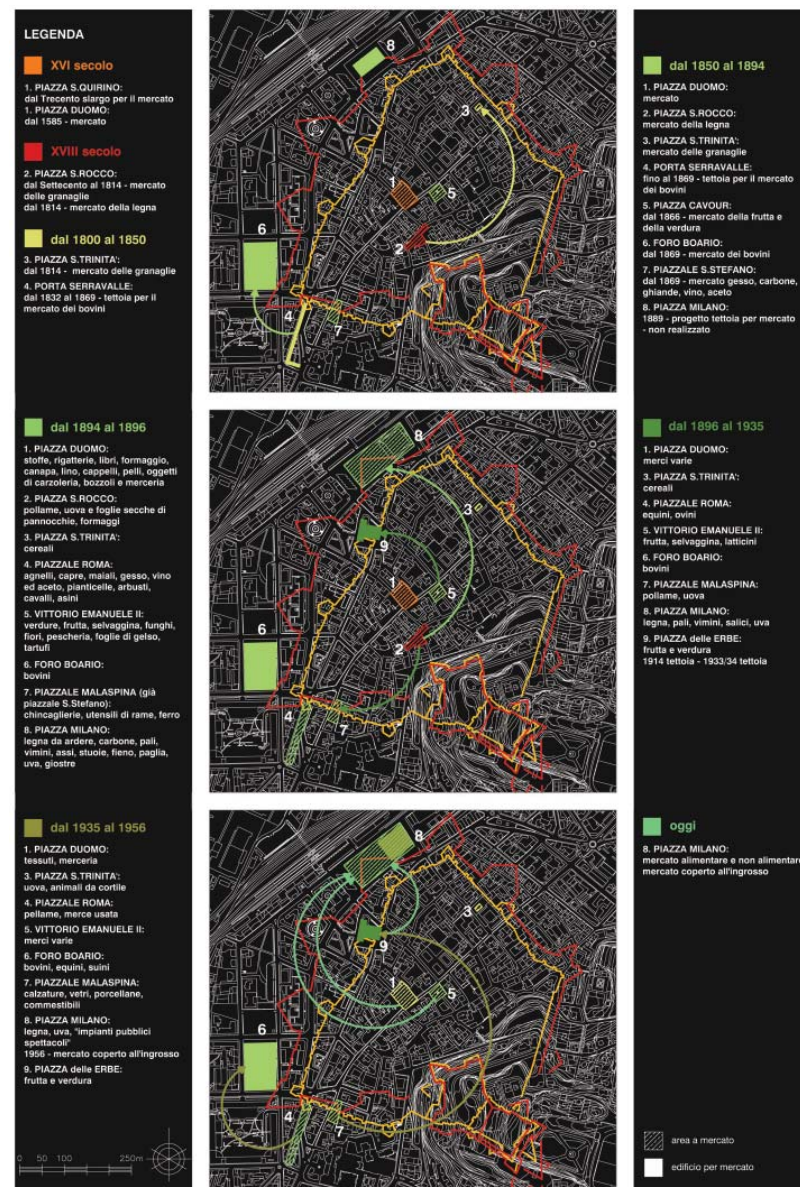 LEGENDA
XVI secolo
1. PIAZZA S.QUIRINO:
dal Trecento slargo per il mercato
1. PIAZZA DUOMO:
dal 1585 - mercato
XVIII secolo
2. PIAZZA S.ROCCO:
dal Settecento al 1814 - mercato
delle granaglie
dal 1814 - mercato della legna
dal 1800 al 1850
3. PIAZZA S.TRINITA':
dal 1814 - mercato delle granaglie
4. PORTA SERRAVALLE:
dal 1832 al 1869 - tettoia per il
mercato dei bovini
8
3
1
5
6
2
4
7
dal 1850 al 1894
1. PIAZZA DUOMO:
mercato
2. PIAZZA S.ROCCO:
mercato della legna
3. PIAZZA S.TRINITA':
mercato delle granaglie
4. PORTA SERRAVALLE:
fino al 1869 - tettoia per il mercato
dei bovini
5. PIAZZA CAVOUR:
dal 1866 - mercato della frutta e
della verdura
6. FORO BOARIO:
dal 1869 - mercato dei bovini
7. PIAZZALE S.STEFANO:
dal 1869 - mercato gesso, carbone,
ghiande, vino, aceto
8. PIAZZA MILANO:
1889 - progetto tettoia per mercato
- non realizzato
dal 1894 al 1896
1. PIAZZA DUOMO:
stoffe, rigatterie, libri, formaggio,
canapa, lino, cappelli, pelli, oggetti
di carzoleria, bozzoli e merceria
2. PIAZZA S.ROCCO:
pollame, uova e foglie secche di
pannocchie, formaggi
3. PIAZZA S.TRINITA':
cereali
4. PIAZZALE ROMA:
agnelli, capre, maiali, gesso, vino
ed aceto, pianticelle, arbusti,
cavalli, asini
5. VITTORIO EMANUELE II:
verdure, frutta, selvaggina, funghi,
fiori, pescheria, foglie di gelso,
tartufi
6. FORO BOARIO:
bovini
7. PIAZZALE MALASPINA (già
piazzale S.Stefano):
chincaglierie, utensili di rame, ferro
8. PIAZZA MILANO:
legna da ardere, carbone, pali,
vimini, assi, stuoie, fieno, paglia,
uva, giostre
8
3
9
1
5
6
2
4
7
dal 1896 al 1935
1. PIAZZA DUOMO:
merci varie
3. PIAZZA S.TRINITA':
cereali
4. PIAZZALE ROMA:
equini, ovini
5. VITTORIO EMANUELE II:
frutta, selvaggina, latticini
6. FORO BOARIO:
bovini
7. PIAZZALE MALASPINA:
pollame, uova
8. PIAZZA MILANO:
legna, pali, vimini, salici, uva
9. PIAZZA delle ERBE:
frutta e verdura
1914 tettoia - 1933/34 tettoia
dal 1935 al 1956
1. PIAZZA DUOMO:
tessuti, merceria
3. PIAZZA S.TRINITA':
uova, animali da cortile
4. PIAZZALE ROMA:
pellame, merce usata
5. VITTORIO EMANUELE II:
merci varie
6. FORO BOARIO:
bovini, equini, suini
7. PIAZZALE MALASPINA:
calzature, vetri, porcellane,
commestibili
8. PIAZZA MILANO:
legna, uva, "impianti pubblici
spettacoli"
1956 - mercato coperto all'ingrosso
9. PIAZZA delle ERBE:
frutta e verdura
0 50 100 250m
8
3
9
1
5
6
4
7
oggi
8. PIAZZA MILANO:
mercato alimentare e non alimentare
mercato coperto all'ingrosso
area a mercato
edificio per mercato